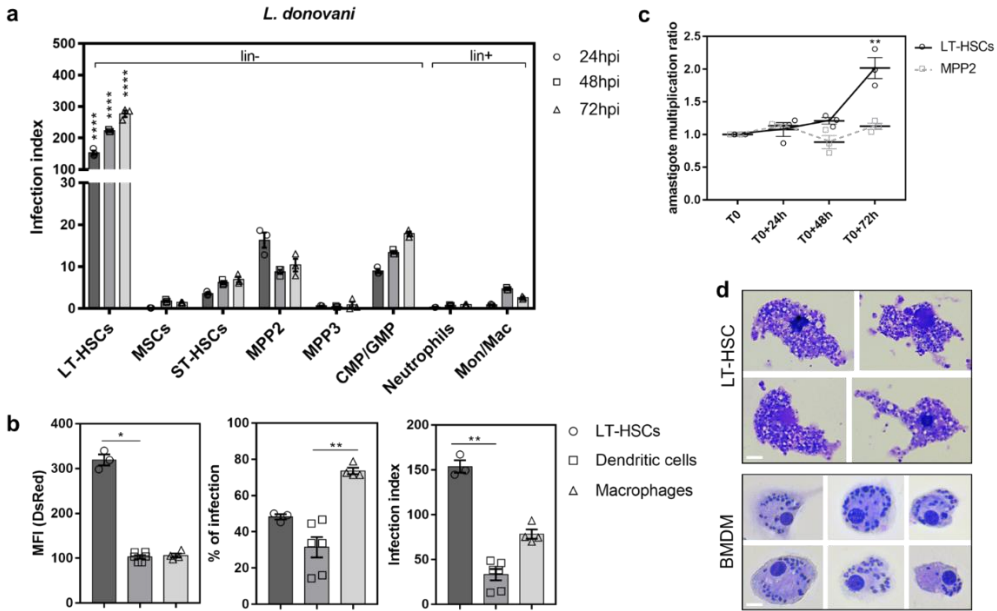 a
L. donovani
lin-
lin+
24hpi
48hpi
72hpi
Infection index
500
400
300
200
100
30
20
10
0
****
****
****
LT-HSCs
MSCs
ST-HSCs
MPP2
MPP3
CMP/GMP
Neutrophils
Mon/Mac
b
MFI (DsRed)
400
300
200
100
0
*
% of infection
100
80
60
40
20
0
**
Infection index
200
150
100
50
0
**
LT-HSCs
Dendritic cells
Macrophages
c
amastigote multiplication ratio
2.5
2.0
1.5
1.0
0.5
0.0
**
T0
T0+24h
T0+48h
T0+72h
LT-HSCs
MPP2
d
LT-HSC
BMDM